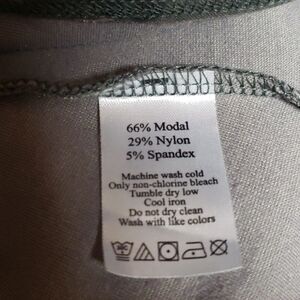 66% Modal
29% Nylon
5% Spandex
Machine wash cold
Only non-chlorine bleach
Tumble dry low
Cool iron
Do not dry clean
Wash with like colors